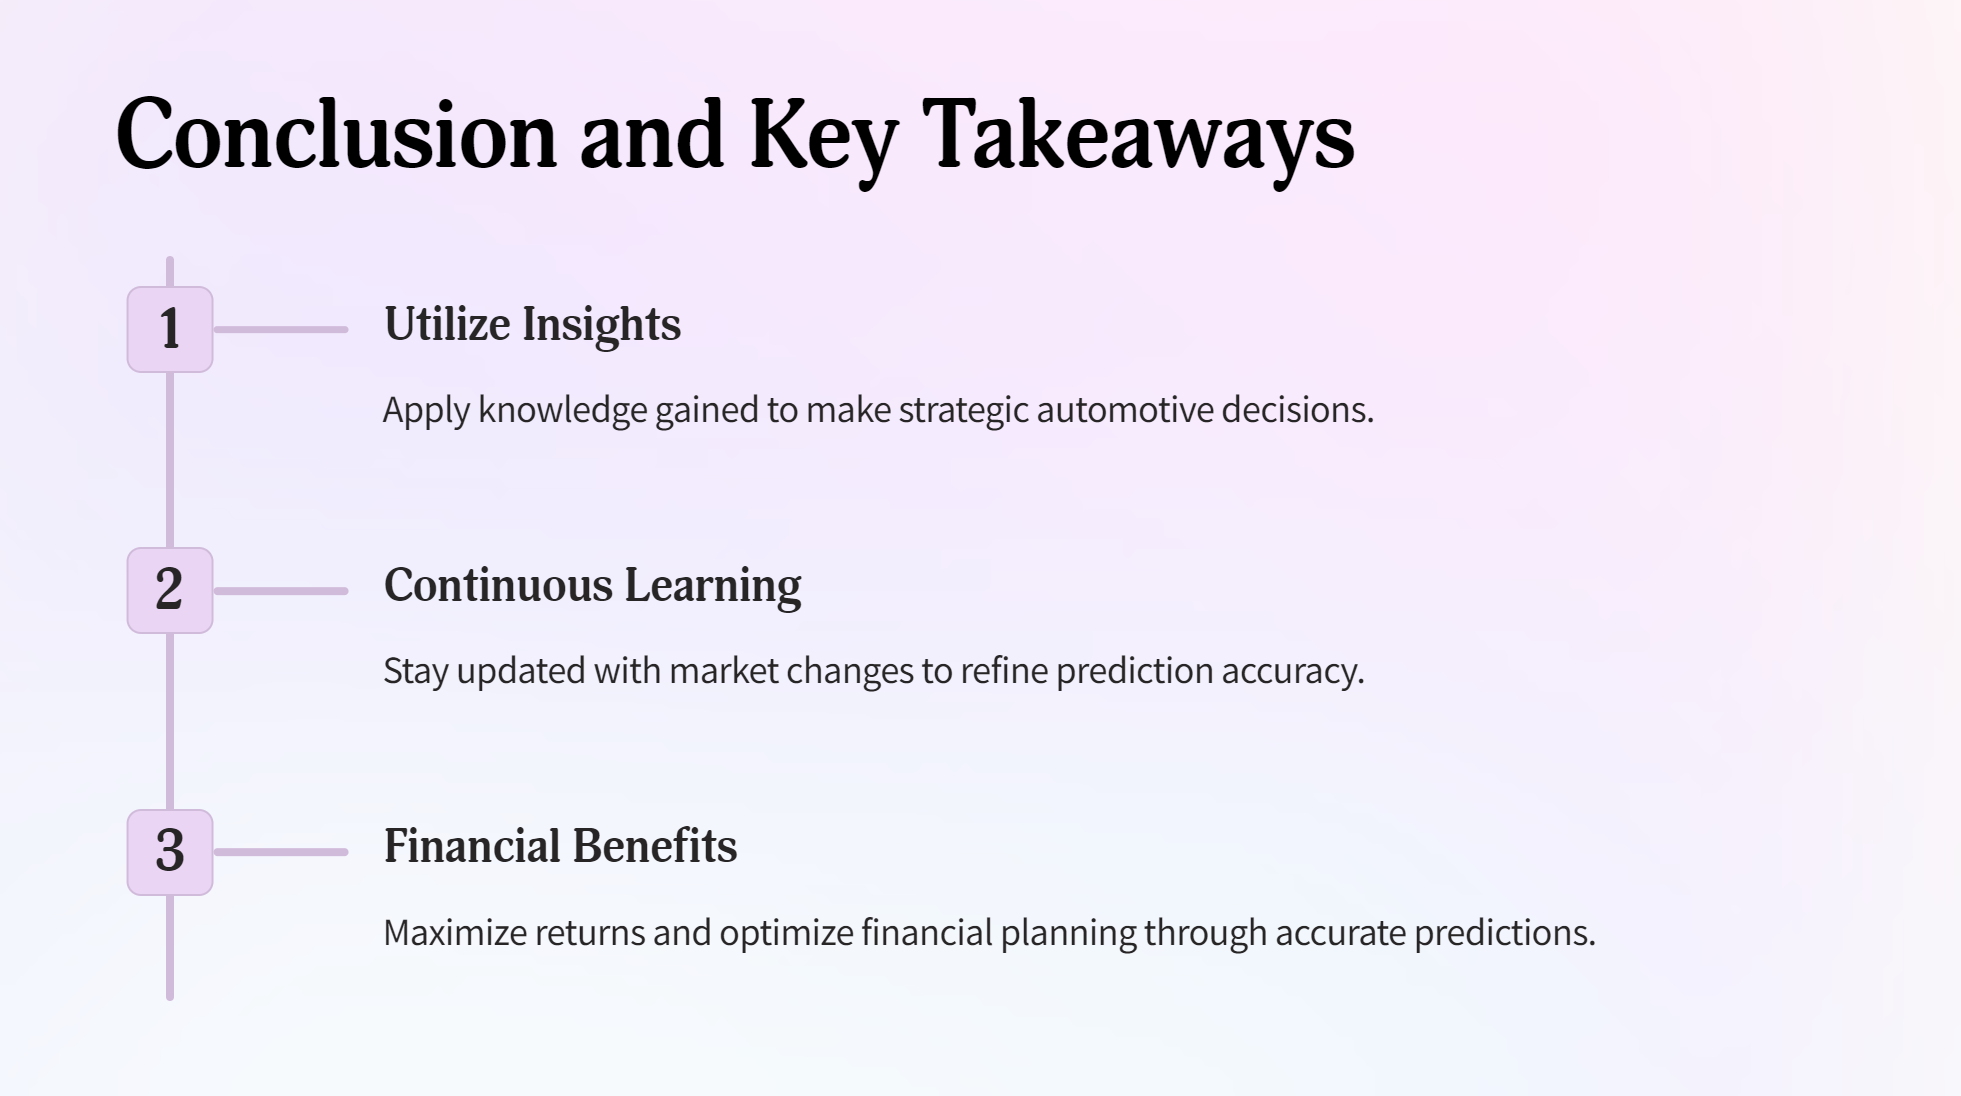 Conclusion and Key Takeaways
1
Utilize Insights
Apply knowledge gained to make strategic automotive decisions.
2
Continuous Learning
Stay updated with market changes to refine prediction accuracy.
3
Financial Benefits
Maximize returns and optimize financial planning through accurate predictions.